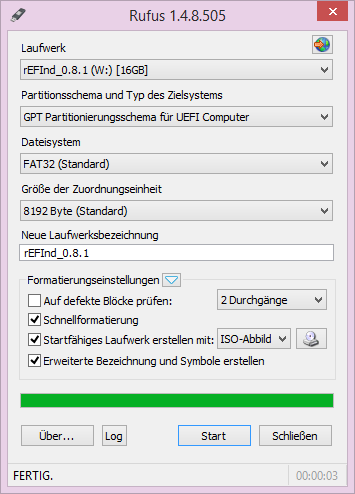 Rufus 1.4.8.505
Laufwerk
rEFInd_0.8.1 (W:) [16GB]
Partitionsschema und Typ des Zielsystems
GPT Partitionierungsschema für UEFI Computer
Dateisystem
FAT32 (Standard)
Größe der Zuordnungseinheit
8192 Byte (Standard)
Neue Laufwerksbezeichnung
rEFInd_0.8.1
Formatierungseinstellungen
Auf defekte Blöcke prüfen: 2 Durchgänge
Schnellformatierung
Startfähiges Laufwerk erstellen mit: ISO-Abbild
Erweiterte Bezeichnung und Symbole erstellen
Über... Log Start Schließen
FERTIG. 00:00:03